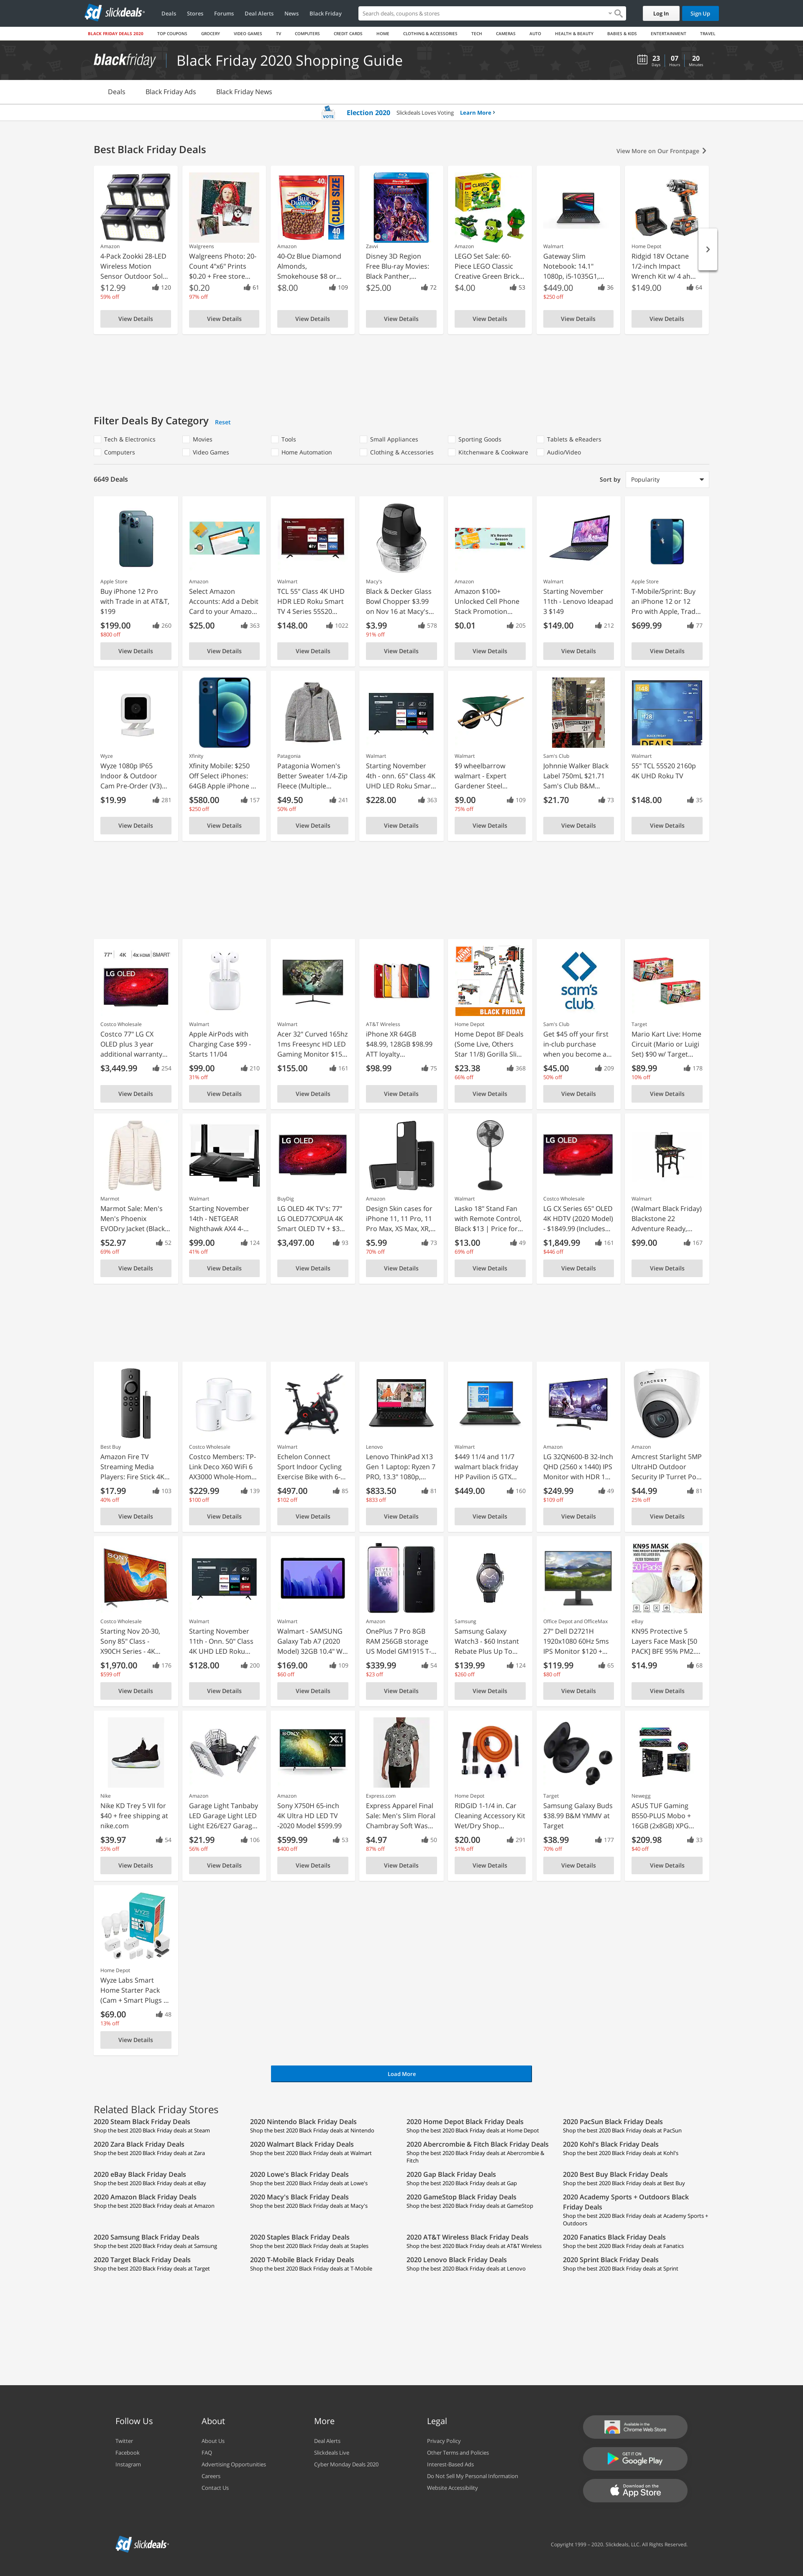 slickdeals
Deals Stores Forums Deal Alerts News Black Friday
Search deals, coupons & stores
Log In Sign Up
BLACK FRIDAY DEALS 2020 TOP COUPONS GROCERY VIDEO GAMES TV COMPUTERS CREDIT CARDS HOME CLOTHING & ACCESSORIES TECH CAMERAS AUTO HEALTH & BEAUTY BABIES & KIDS ENTERTAINMENT TRAVEL
blackfriday Black Friday 2020 Shopping Guide
23 Days 07 Hours 20 Minutes
Deals Black Friday Ads Black Friday News
VOTE Election 2020 Slickdeals Loves Voting Learn More
Best Black Friday Deals
View More on Our Frontpage
Amazon
4-Pack Zookki 28-LED
Wireless Motion
Sensor Outdoor Sol...
$12.99 120
59% off
View Details
Walgreens
Walgreens Photo: 20-
Count 4"x6" Prints
$0.20 + Free store...
$0.20 61
97% off
View Details
Amazon
40-Oz Blue Diamond
Almonds,
Smokehouse $8 or...
$8.00 109
View Details
Zavvi
Disney 3D Region
Free Blu-ray Movies:
Black Panther,...
$25.00 72
View Details
Amazon
LEGO Set Sale: 60-
Piece LEGO Classic
Creative Green Brick...
$4.00 53
View Details
Walmart
Gateway Slim
Notebook: 14.1"
1080p, i5-1035G1,...
$449.00 36
$250 off
View Details
Home Depot
Ridgid 18V Octane
1/2-inch Impact
Wrench Kit w/ 4 ah...
$149.00 64
View Details
Filter Deals By Category Reset
Tech & Electronics Movies Tools Small Appliances Sporting Goods Tablets & eReaders
Computers Video Games Home Automation Clothing & Accessories Kitchenware & Cookware Audio/Video
6649 Deals
Sort by Popularity
Apple Store
Buy iPhone 12 Pro
with Trade in at AT&T,
$199
$199.00 260
$800 off
View Details
Amazon
Select Amazon
Accounts: Add a Debit
Card to your Amazo...
$25.00 363
View Details
Walmart
TCL 55" Class 4K UHD
HDR LED Roku Smart
TV 4 Series 55S20...
$148.00 1022
View Details
Macy's
Black & Decker Glass
Bowl Chopper $3.99
on Nov 16 at Macy's...
$3.99 578
91% off
View Details
Amazon
Amazon $100+
Unlocked Cell Phone
Stack Promotion...
$0.01 205
View Details
Walmart
Starting November
11th - Lenovo Ideapad
3 $149
$149.00 212
View Details
Apple Store
T-Mobile/Sprint: Buy
an iPhone 12 or 12
Pro with Apple, Trad...
$699.99 77
View Details
Wyze
Wyze 1080p IP65
Indoor & Outdoor
Cam Pre-Order (V3)...
$19.99 281
View Details
Xfinity
Xfinity Mobile: $250
Off Select iPhones:
64GB Apple iPhone ...
$580.00 157
$250 off
View Details
Patagonia
Patagonia Women's
Better Sweater 1/4-Zip
Fleece (Multiple...
$49.50 241
50% off
View Details
Walmart
Starting November
4th - onn. 65" Class 4K
UHD LED Roku Smar...
$228.00 363
View Details
Walmart
$9 wheelbarrow
walmart - Expert
Gardener Steel...
$9.00 109
75% off
View Details
Sam's Club
Johnnie Walker Black
Label 750mL $21.71
Sam's Club B&M...
$21.70 73
View Details
Walmart
55" TCL 55S20 2160p
4K UHD Roku TV
$148.00 35
View Details
77" 4K 4x HDMI SMART
LG OLED
Costco Wholesale
Costco 77" LG CX
OLED plus 3 year
additional warranty...
$3,449.99 254
View Details
Walmart
Apple AirPods with
Charging Case $99 -
Starts 11/04
$99.00 210
31% off
View Details
Walmart
Acer 32" Curved 165hz
1ms Freesync HD LED
Gaming Monitor $15...
$155.00 161
View Details
AT&T Wireless
iPhone XR 64GB
$48.99, 128GB $98.99
ATT loyalty...
$98.99 75
View Details
BLACK FRIDAY
Home Depot
Home Depot BF Deals
(Some Live, Others
Star 11/8) Gorilla Sli...
$23.38 368
66% off
View Details
sam's club
Sam's Club
Get $45 off your first
in-club purchase
when you become a...
$45.00 209
50% off
View Details
Target
Mario Kart Live: Home
Circuit (Mario or Luigi
Set) $90 w/ Target...
$89.99 178
10% off
View Details
Marmot
Marmot Sale: Men's
Men's Phoenix
EVODry Jacket (Black...
$52.97 52
69% off
View Details
Walmart
Starting November
14th - NETGEAR
Nighthawk AX4 4-...
$99.00 124
41% off
View Details
LG OLED
BuyDig
LG OLED 4K TV's: 77"
LG OLED77CXPUA 4K
Smart OLED TV + $3...
$3,497.00 93
View Details
Amazon
Design Skin cases for
iPhone 11, 11 Pro, 11
Pro Max, XS Max, XR,...
$5.99 73
70% off
View Details
Walmart
Lasko 18" Stand Fan
with Remote Control,
Black $13 | Price for...
$13.00 49
69% off
View Details
LG OLED
Costco Wholesale
LG CX Series 65" OLED
4K HDTV (2020 Model)
- $1849.99 (Includes...
$1,849.99 161
$446 off
View Details
Walmart
(Walmart Black Friday)
Blackstone 22
Adventure Ready,...
$99.00 167
View Details
Best Buy
Amazon Fire TV
Streaming Media
Players: Fire Stick 4K...
$17.99 103
40% off
View Details
Costco Wholesale
Costco Members: TP-
Link Deco X60 WiFi 6
AX3000 Whole-Hom...
$229.99 139
$100 off
View Details
Walmart
Echelon Connect
Sport Indoor Cycling
Exercise Bike with 6-...
$497.00 85
$102 off
View Details
Lenovo
Lenovo ThinkPad X13
Gen 1 Laptop: Ryzen 7
PRO, 13.3" 1080p,...
$833.50 81
$833 off
View Details
Walmart
$449 11/4 and 11/7
walmart black friday
HP Pavilion i5 GTX...
$449.00 160
View Details
Amazon
LG 32QN600-B 32-Inch
QHD (2560 x 1440) IPS
Monitor with HDR 1...
$249.99 49
$109 off
View Details
Amazon
Amcrest Starlight 5MP
UltraHD Outdoor
Security IP Turret Po...
$44.99 81
25% off
View Details
SONY
Costco Wholesale
Starting Nov 20-30,
Sony 85" Class -
X90CH Series - 4K...
$1,970.00 176
$599 off
View Details
Walmart
Starting November
11th - Onn. 50" Class
4K UHD LED Roku...
$128.00 200
View Details
Walmart
Walmart - SAMSUNG
Galaxy Tab A7 (2020
Model) 32GB 10.4" W...
$169.00 109
$60 off
View Details
Amazon
OnePlus 7 Pro 8GB
RAM 256GB storage
US Model GM1915 T-...
$339.99 54
$23 off
View Details
Samsung
Samsung Galaxy
Watch3 - $60 Instant
Rebate Plus Up To...
$139.99 124
$260 off
View Details
Office Depot and OfficeMax
27" Dell D2721H
1920x1080 60Hz 5ms
IPS Monitor $120 +...
$119.99 65
$80 off
View Details
KN95 MASK
eBay
KN95 Protective 5
Layers Face Mask [50
PACK] BFE 95% PM2....
$14.99 68
View Details
Nike
Nike KD Trey 5 VII for
$40 + free shipping at
nike.com
$39.97 54
55% off
View Details
Amazon
Garage Light Tanbaby
LED Garage Light LED
Light E26/E27 Garag...
$21.99 106
56% off
View Details
SONY X1
Amazon
Sony X750H 65-inch
4K Ultra HD LED TV
-2020 Model $599.99
$599.99 53
$400 off
View Details
Express.com
Express Apparel Final
Sale: Men's Slim Floral
Chambray Soft Was...
$4.97 50
87% off
View Details
Home Depot
RIDGID 1-1/4 in. Car
Cleaning Accessory Kit
Wet/Dry Shop...
$20.00 291
51% off
View Details
Target
Samsung Galaxy Buds
$38.99 B&M YMMV at
Target
$38.99 177
70% off
View Details
Newegg
ASUS TUF Gaming
B550-PLUS Mobo +
16GB (2x8GB) XPG...
$209.98 33
$40 off
View Details
Home Depot
Wyze Labs Smart
Home Starter Pack
(Cam + Smart Plugs ...
$69.00 48
13% off
View Details
Load More
Related Black Friday Stores
2020 Steam Black Friday Deals
Shop the best 2020 Black Friday deals at Steam
2020 Nintendo Black Friday Deals
Shop the best 2020 Black Friday deals at Nintendo
2020 Home Depot Black Friday Deals
Shop the best 2020 Black Friday deals at Home Depot
2020 PacSun Black Friday Deals
Shop the best 2020 Black Friday deals at PacSun
2020 Zara Black Friday Deals
Shop the best 2020 Black Friday deals at Zara
2020 Walmart Black Friday Deals
Shop the best 2020 Black Friday deals at Walmart
2020 Abercrombie & Fitch Black Friday Deals
Shop the best 2020 Black Friday deals at Abercrombie &
Fitch
2020 Kohl's Black Friday Deals
Shop the best 2020 Black Friday deals at Kohl's
2020 eBay Black Friday Deals
Shop the best 2020 Black Friday deals at eBay
2020 Lowe's Black Friday Deals
Shop the best 2020 Black Friday deals at Lowe's
2020 Gap Black Friday Deals
Shop the best 2020 Black Friday deals at Gap
2020 Best Buy Black Friday Deals
Shop the best 2020 Black Friday deals at Best Buy
2020 Amazon Black Friday Deals
Shop the best 2020 Black Friday deals at Amazon
2020 Macy's Black Friday Deals
Shop the best 2020 Black Friday deals at Macy's
2020 GameStop Black Friday Deals
Shop the best 2020 Black Friday deals at GameStop
2020 Academy Sports + Outdoors Black
Friday Deals
Shop the best 2020 Black Friday deals at Academy Sports +
Outdoors
2020 Samsung Black Friday Deals
Shop the best 2020 Black Friday deals at Samsung
2020 Staples Black Friday Deals
Shop the best 2020 Black Friday deals at Staples
2020 AT&T Wireless Black Friday Deals
Shop the best 2020 Black Friday deals at AT&T Wireless
2020 Fanatics Black Friday Deals
Shop the best 2020 Black Friday deals at Fanatics
2020 Target Black Friday Deals
Shop the best 2020 Black Friday deals at Target
2020 T-Mobile Black Friday Deals
Shop the best 2020 Black Friday deals at T-Mobile
2020 Lenovo Black Friday Deals
Shop the best 2020 Black Friday deals at Lenovo
2020 Sprint Black Friday Deals
Shop the best 2020 Black Friday deals at Sprint
Follow Us
Twitter
Facebook
Instagram
About
About Us
FAQ
Advertising Opportunities
Careers
Contact Us
More
Deal Alerts
Slickdeals Live
Cyber Monday Deals 2020
Legal
Privacy Policy
Other Terms and Policies
Interest-Based Ads
Do Not Sell My Personal Information
Website Accessibility
Available in the
Chrome Web Store
GET IT ON
Google Play
Download on the
App Store
slickdeals
Copyright 1999 - 2020. Slickdeals, LLC. All Rights Reserved.